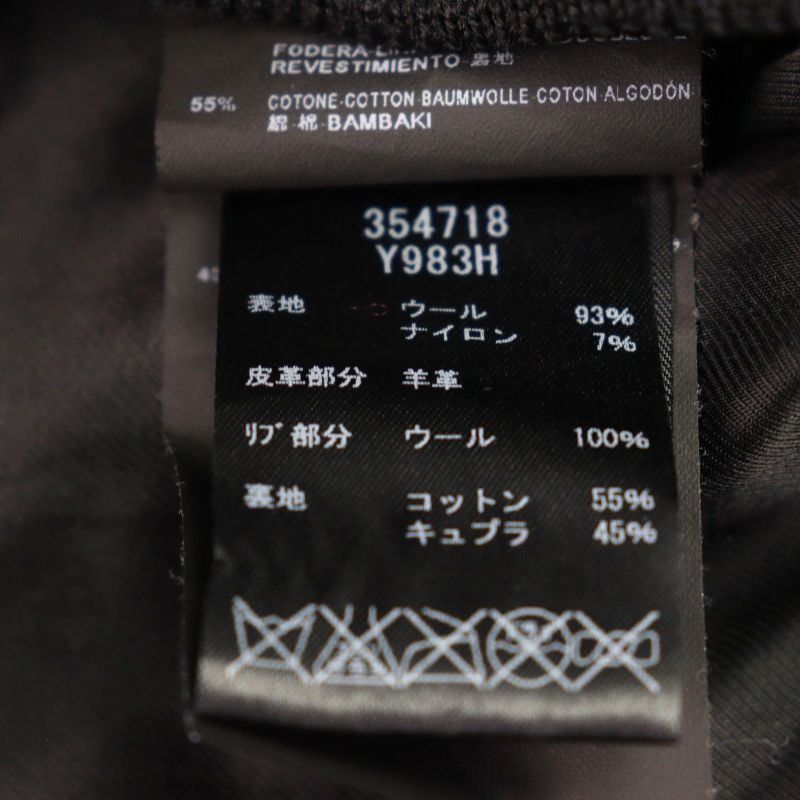 FODERA
REVESTIMIENTO 裏地
55% COTONE-COTTON-BAUMWOLLE-COTON-ALGODÓN
綿-棉-BAMBAKI
354718
Y983H
表地 ウール 93%
ナイロン 7%
皮革部分 羊革
ﾘﾌﾞ部分 ウール 100%
裏地 コットン 55%
キュプラ 45%